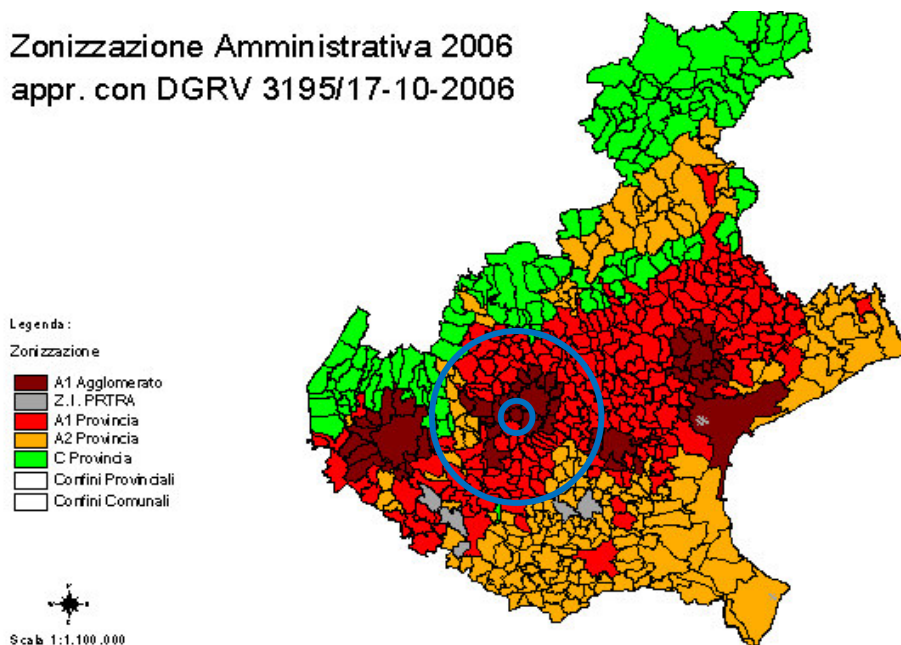 Zonizzazione Amministrativa 2006
appr. con DGRV 3195/17-10-2006
Legenda:
Zonizzazione
A1 Agglomerato
Z.I. PRTRA
A1 Provincia
A2 Provincia
C Provincia
Confini Provinciali
Confini Comunali
Scala 1:1.100.000